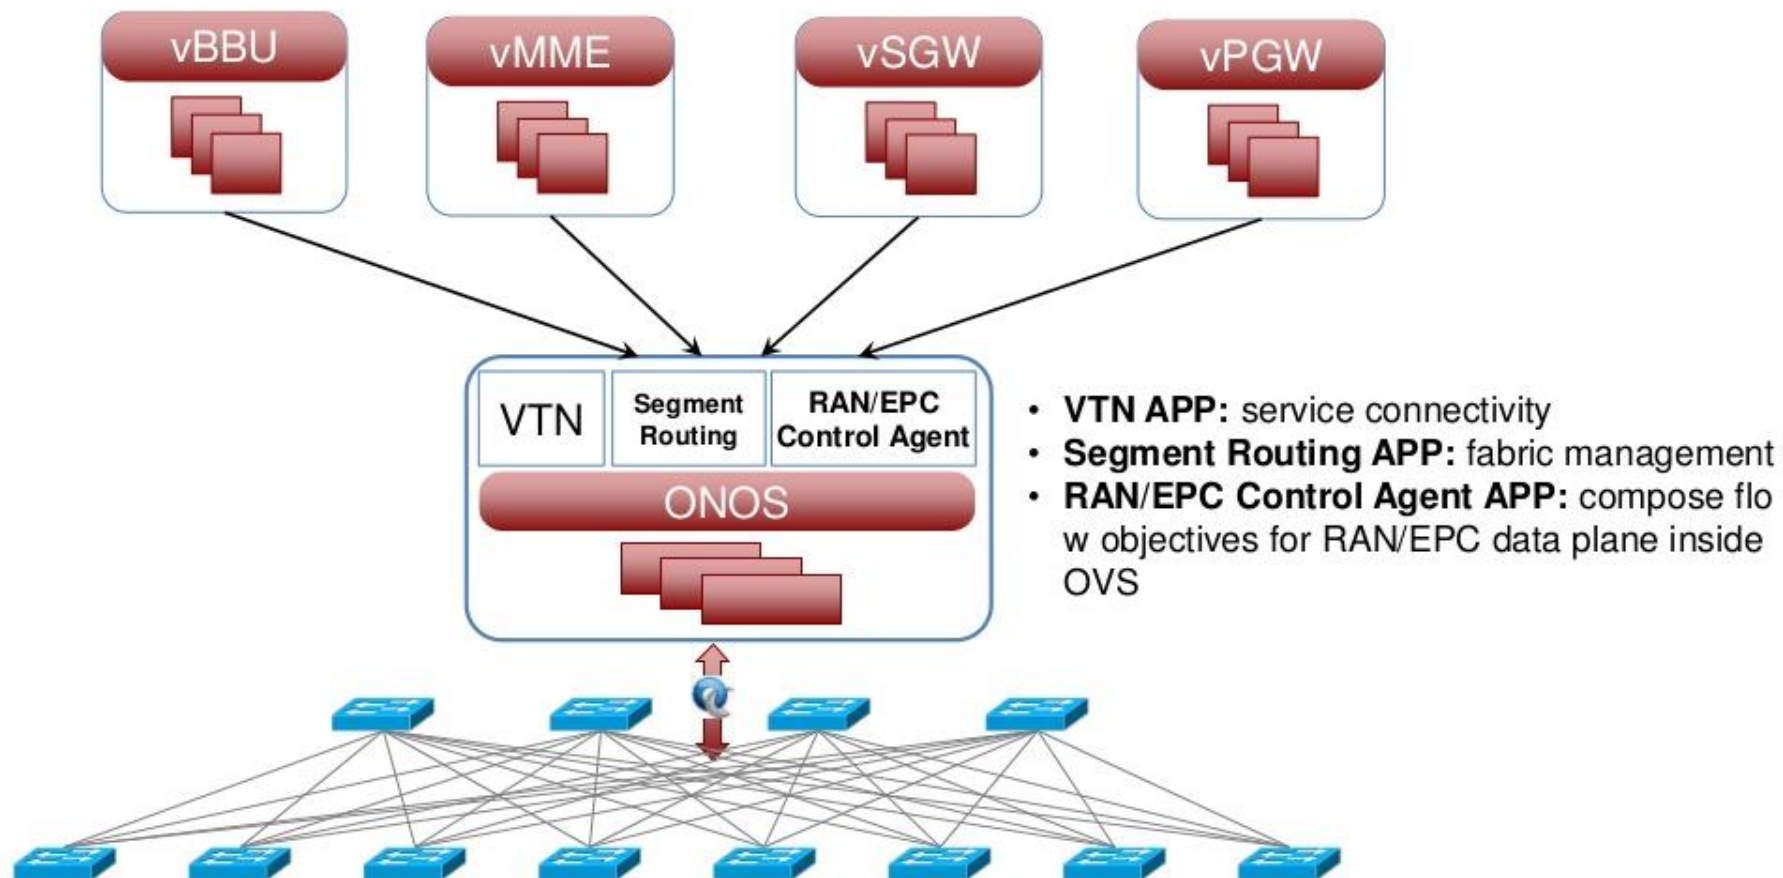 vBBU
vMME
vSGW
vPGW
VTN
Segment
Routing
RAN/EPC
Control Agent
ONOS
• VTN APP: service connectivity
• Segment Routing APP: fabric management
• RAN/EPC Control Agent APP: compose flo
w objectives for RAN/EPC data plane inside
OVS